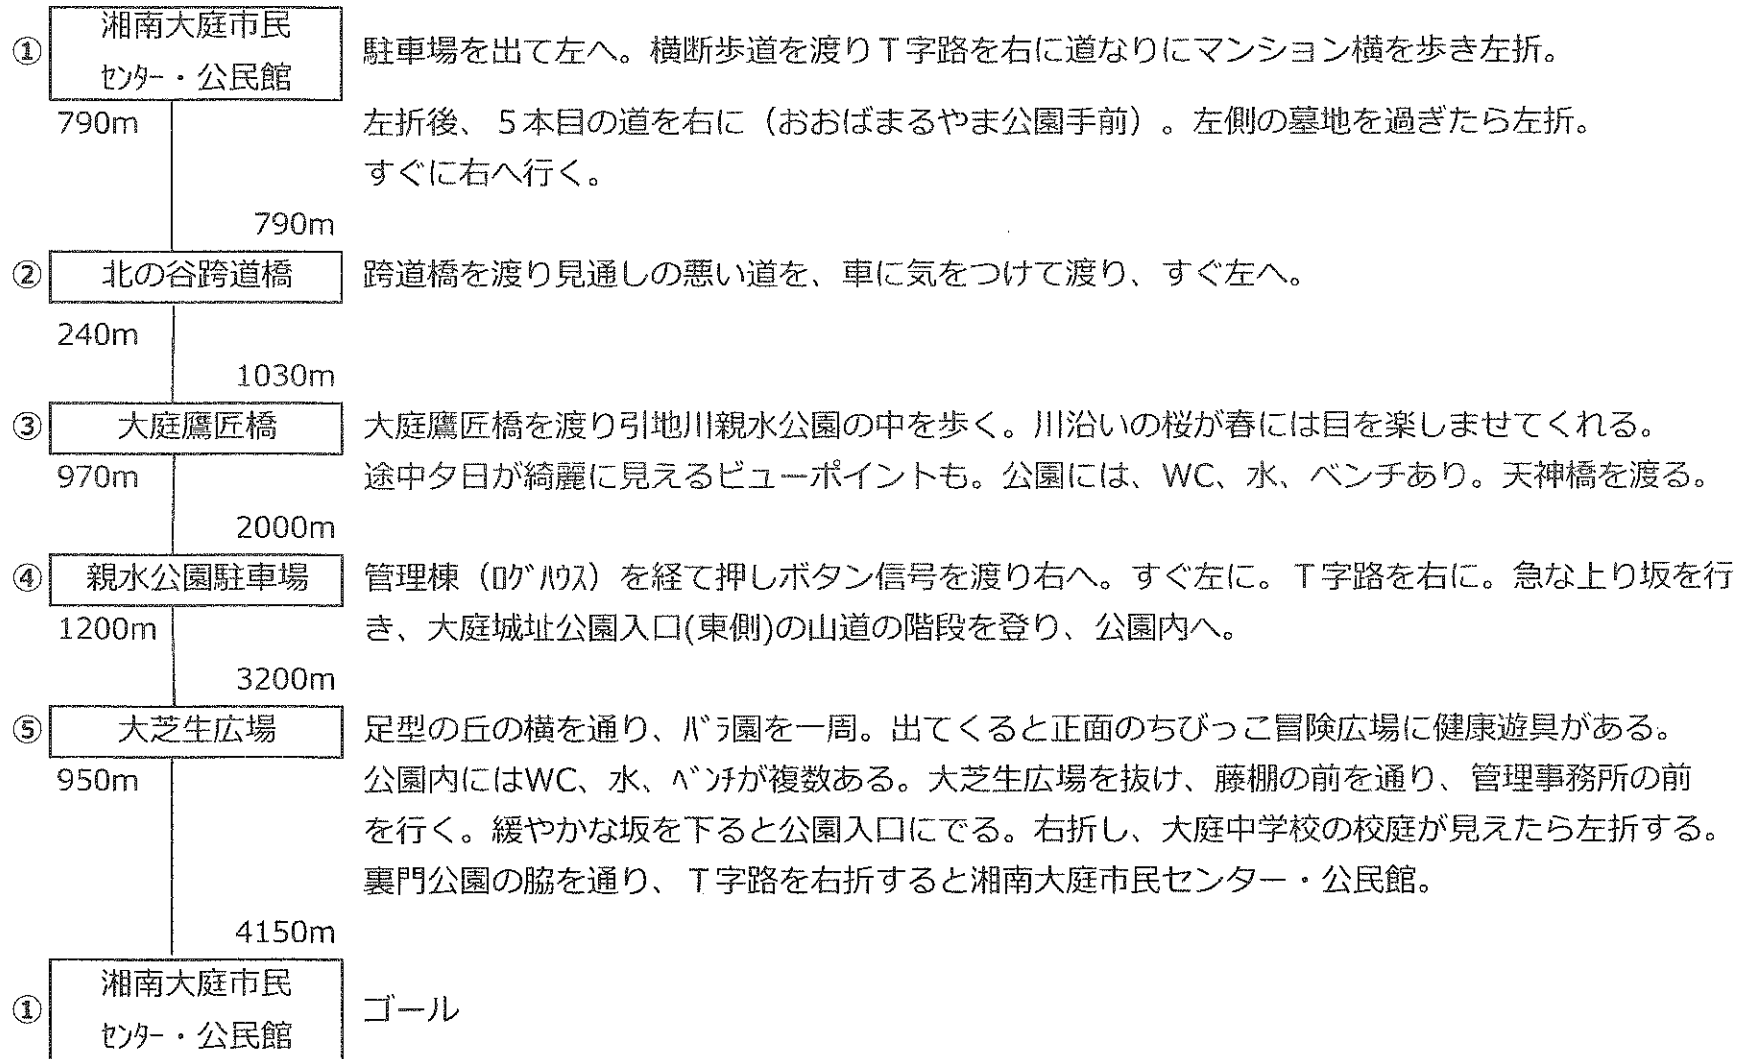 ① 湘南大庭市民
ｾﾝﾀｰ・公民館
駐車場を出て左へ。横断歩道を渡りＴ字路を右に道なりにマンション横を歩き左折。
790m
左折後、５本目の道を右に（おおばまるやま公園手前）。左側の墓地を過ぎたら左折。
すぐに右へ行く。
790m
② 北の谷跨道橋
跨道橋を渡り見通しの悪い道を、車に気をつけて渡り、すぐ左へ。
240m
1030m
③ 大庭鷹匠橋
大庭鷹匠橋を渡り引地川親水公園の中を歩く。川沿いの桜が春には目を楽しませてくれる。
970m
途中夕日が綺麗に見えるビューポイントも。公園には、WC、水、ベンチあり。天神橋を渡る。
2000m
④ 親水公園駐車場
管理棟（ﾛｸﾞﾊｳｽ）を経て押しボタン信号を渡り右へ。すぐ左に。Ｔ字路を右に。急な上り坂を行
1200m
き、大庭城址公園入口(東側)の山道の階段を登り、公園内へ。
3200m
⑤ 大芝生広場
足型の丘の横を通り、ﾊﾞﾗ園を一周。出てくると正面のちびっこ冒険広場に健康遊具がある。
950m
公園内にはWC、水、ﾍﾞﾝﾁが複数ある。大芝生広場を抜け、藤棚の前を通り、管理事務所の前
を行く。緩やかな坂を下ると公園入口にでる。右折し、大庭中学校の校庭が見えたら左折する。
裏門公園の脇を通り、Ｔ字路を右折すると湘南大庭市民センター・公民館。
4150m
① 湘南大庭市民
ｾﾝﾀｰ・公民館
ゴール